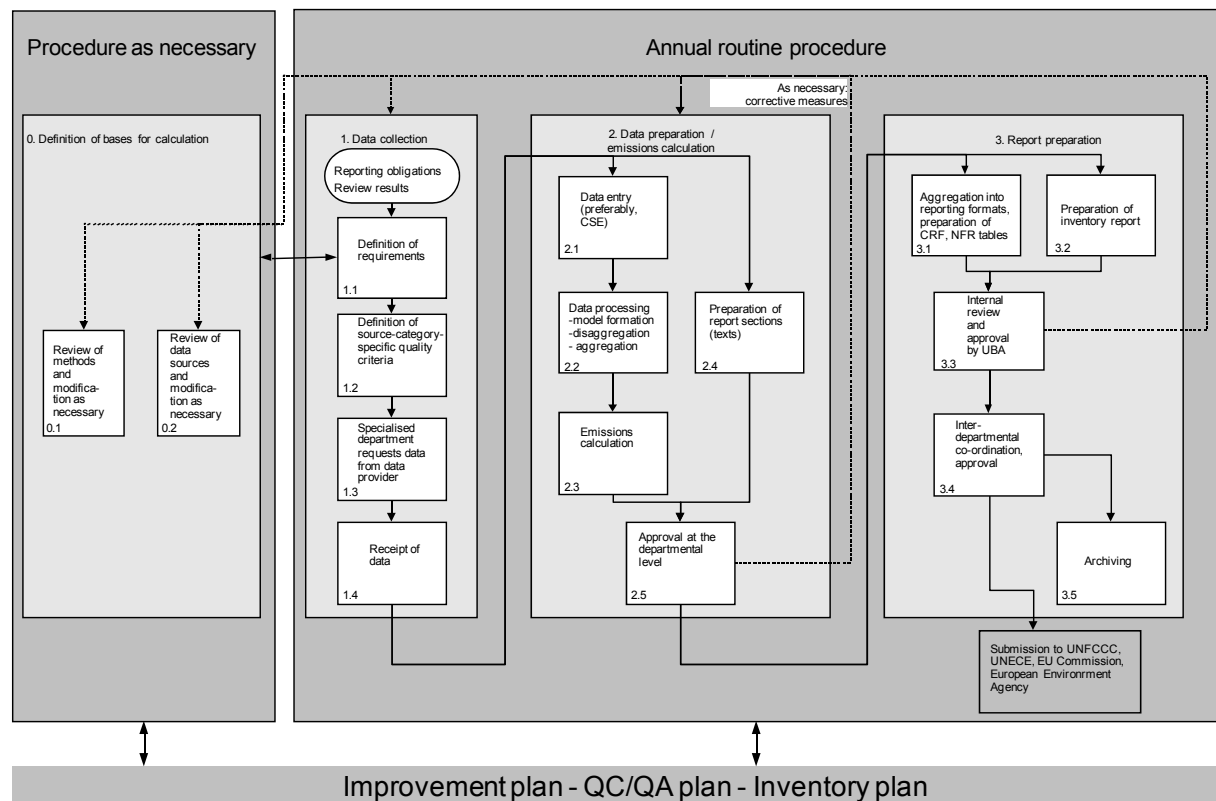 Procedure as necessary
Annual routine procedure
As necessary:
corrective measures
0. Definition of bases for calculation
Review of
methods and
modifica-
tion as
necessary
0.1
Review of
data
sources
and
modifica-
tion as
necessary
0.2
1. Data collection
Reporting obligations
Review results
Definition of
requirements
1.1
Definition of
source-category-
specific quality
criteria
1.2
Specialised
department
requests data
from data
provider
1.3
Receipt of
data
1.4
2. Data preparation /
emissions calculation
Data entry
(preferably,
CSE)
2.1
Data processing
-model formation
-disaggregation
- aggregation
2.2
Emissions
calculation
2.3
Preparation of
report sections
(texts)
2.4
Approval at the
departmental
level
2.5
3. Report preparation
Aggregation into
reporting formats,
preparation of
CRF, NFR tables
3.1
Preparation of
inventory report
3.2
Internal
review
and
approval
by UBA
3.3
Inter-
departmental
co-ordination,
approval
3.4
Archiving
3.5
Submission to UNFCCC,
UNECE, EU Commission,
European Environrment
Agency
Improvement plan - QC/QA plan - Inventory plan